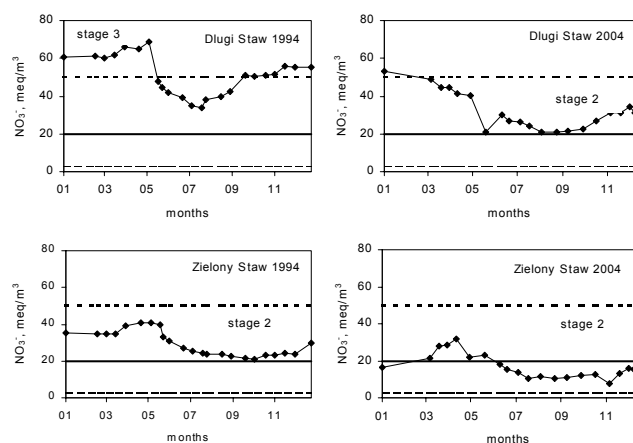 stage 3
Dlugi Staw 1994
NO₃⁻, meq/m³
80
60
40
20
0
01 03 05 07 09 11
months
Dlugi Staw 2004
stage 2
NO₃⁻, meq/m³
80
60
40
20
0
01 03 05 07 09 11
months
Zielony Staw 1994
stage 2
NO₃⁻, meq/m³
80
60
40
20
0
01 03 05 07 09 11
months
Zielony Staw 2004
stage 2
NO₃⁻, meq/m³
80
60
40
20
0
01 03 05 07 09 11
months